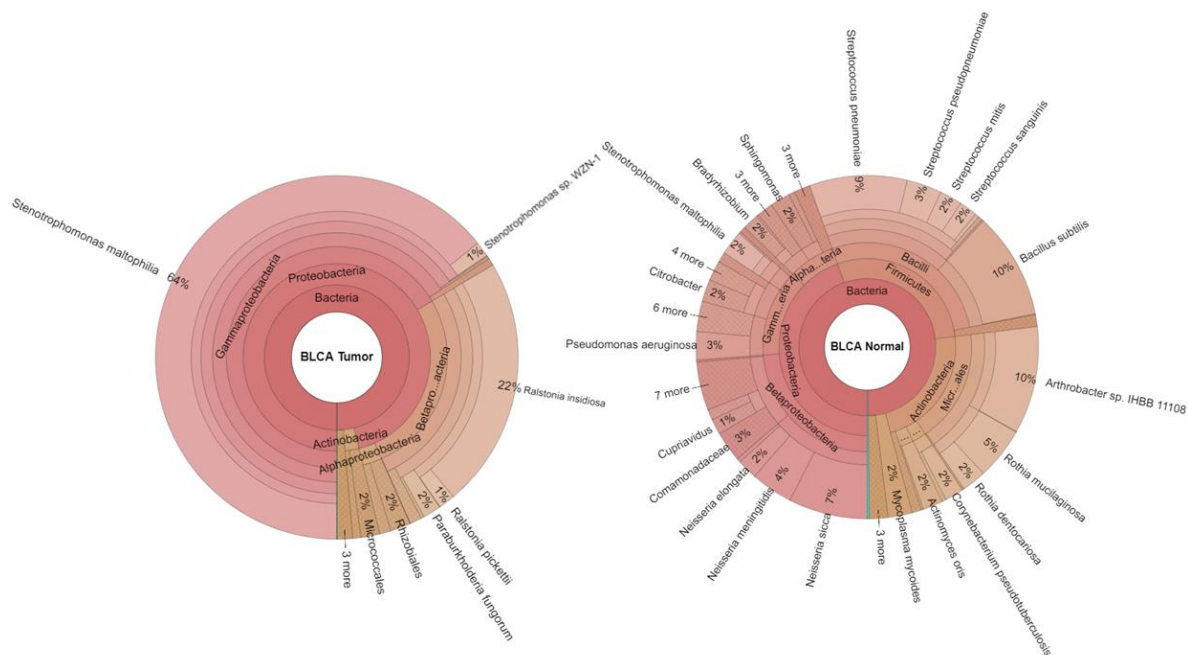 BLCA Tumor
Bacteria
Proteobacteria
Gammaproteobacteria
Stenotrophomonas maltophilia
64%
1%
Stenotrophomonas sp. WZN-1
Betapro...acteria
22%
Ralstonia insidiosa
1%
Ralstonia pickettii
2%
Paraburkholderia fungorum
Alphaproteobacteria
2%
Rhizobiales
Actinobacteria
2%
Micrococcales
3 more
BLCA Normal
Bacteria
Firmicutes
Bacilli
9%
Streptococcus pneumoniae
3%
Streptococcus pseudopneumoniae
2%
Streptococcus mitis
2%
Streptococcus sanguinis
10%
Bacillus subtilis
Actinobacteria
Micr...ales
10%
Arthrobacter sp. IHBB 11108
5%
Rothia mucilaginosa
2%
Rothia dentocariosa
2%
Corynebacterium pseudotuberculosis
2%
Actinomyces oris
2%
Mycoplasma mycoides
3 more
Proteobacteria
Betaproteobacteria
7%
Neisseria sicca
4%
Neisseria meningitidis
2%
Neisseria elongata
3%
Comamonadaceae
1%
Cupriavidus
7 more
Gamm...eria
3%
Pseudomonas aeruginosa
6 more
2%
Citrobacter
4 more
2%
Stenotrophomonas maltophilia
Alpha...teria
2%
Bradyrhizobium
3 more
2%
Sphingomonas
3 more